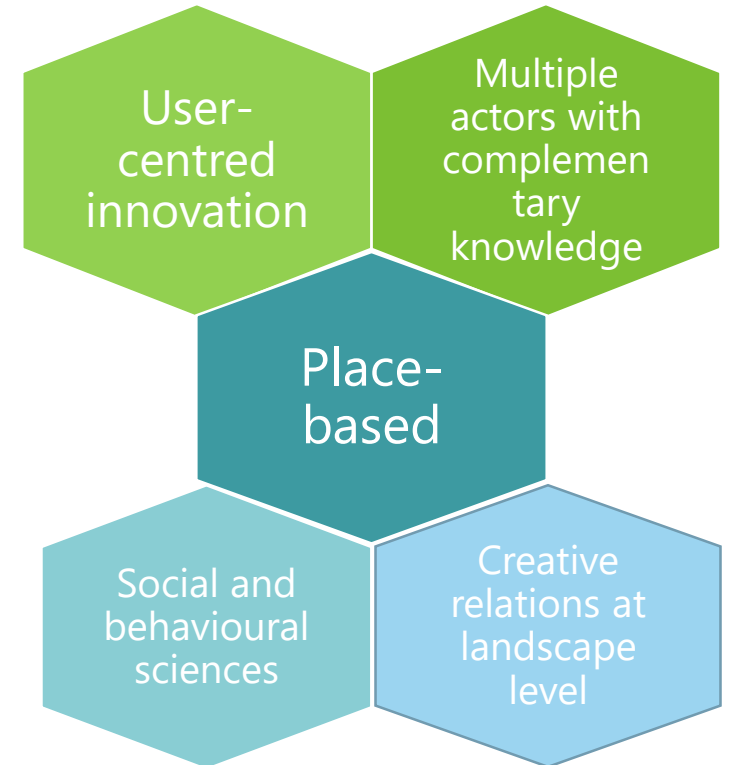 User-
centred
innovation
Multiple
actors with
complemen
tary
knowledge
Place-
based
Social and
behavioural
sciences
Creative
relations at
landscape
level